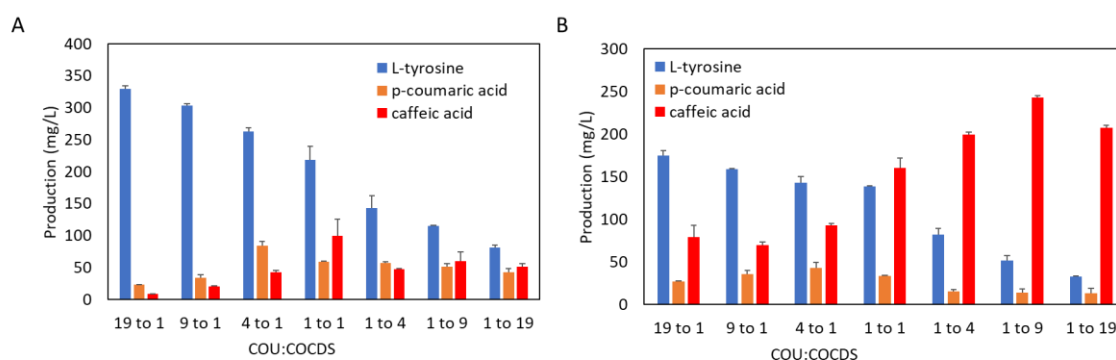 A
Production (mg/L)
400
350
300
250
200
150
100
50
0
L-tyrosine
p-coumaric acid
caffeic acid
19 to 1 9 to 1 4 to 1 1 to 1 1 to 4 1 to 9 1 to 19
COU:COCDS
B
Production (mg/L)
300
250
200
150
100
50
0
L-tyrosine
p-coumaric acid
caffeic acid
19 to 1 9 to 1 4 to 1 1 to 1 1 to 4 1 to 9 1 to 19
COU:COCDS